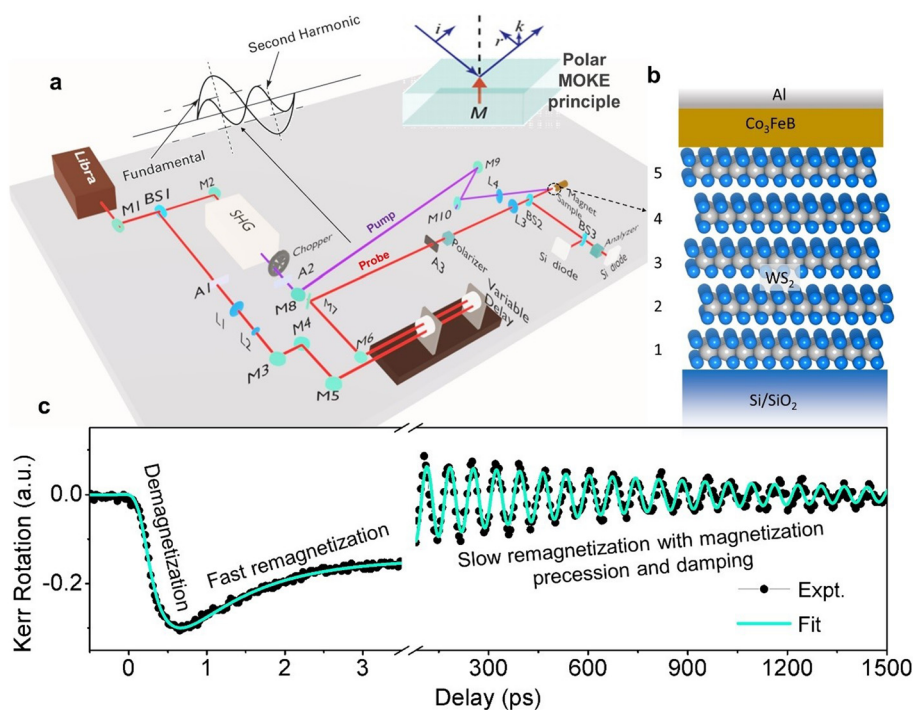 a
Second Harmonic
Fundamental
i
r
k
M
Polar
MOKE
principle
Libra
M1
BS1
M2
SHG
Chopper
A2
M8
Pump
Probe
M9
M10
L4
L3
BS2
Magnet
Sample
BS3
Analyzer
Si diode
Si diode
A3
Polarizer
A1
L1
L2
M3
M4
M5
M6
M7
Variable
Delay
b
Al
Co₃FeB
5
4
3
WS₂
2
1
Si/SiO₂
c
Kerr Rotation (a.u.)
0.0
-0.2
Demagnetization
Fast remagnetization
Slow remagnetization with magnetization
precession and damping
Expt.
Fit
0 1 2 3 300 600 900 1200 1500
Delay (ps)